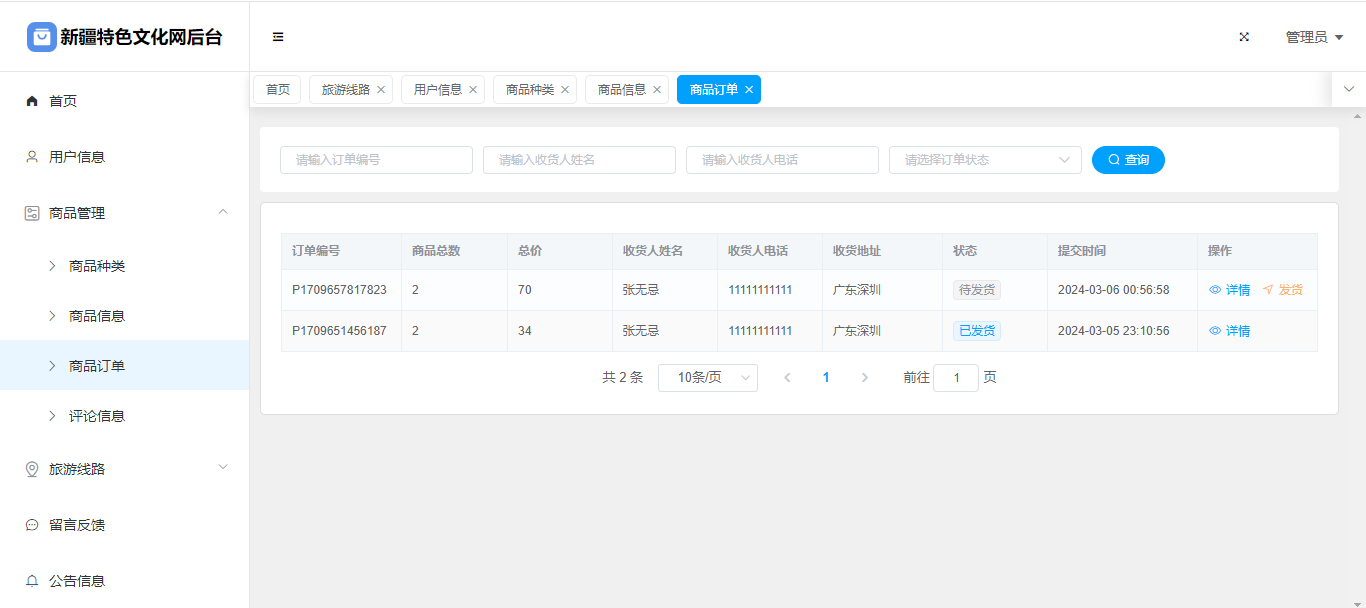 新疆特色文化网后台
管理员
首页
用户信息
商品管理
商品种类
商品信息
商品订单
评论信息
旅游线路
留言反馈
公告信息
首页 旅游线路 用户信息 商品种类 商品信息 商品订单
请输入订单编号 请输入收货人姓名 请输入收货人电话 请选择订单状态 查询
订单编号 商品总数 总价 收货人姓名 收货人电话 收货地址 状态 提交时间 操作
P1709657817823 2 70 张无忌 11111111111 广东深圳 待发货 2024-03-06 00:56:58 详情 发货
P1709651456187 2 34 张无忌 11111111111 广东深圳 已发货 2024-03-05 23:10:56 详情
共 2 条 10条/页 1 前往 1 页